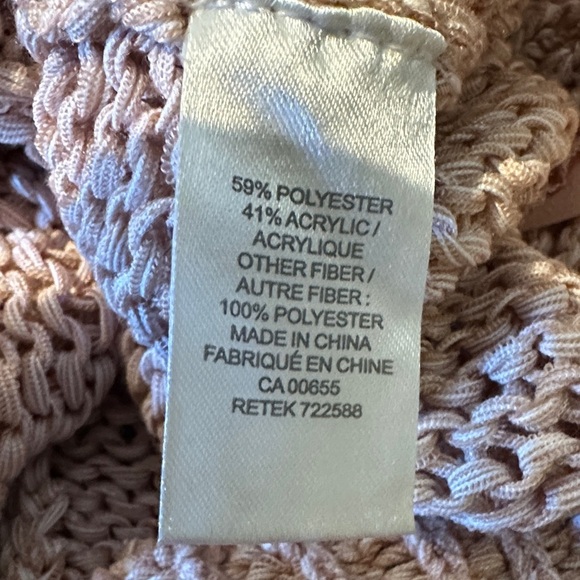 59% POLYESTER
41% ACRYLIC /
ACRYLIQUE
OTHER FIBER /
AUTRE FIBER :
100% POLYESTER
MADE IN CHINA
FABRIQUÉ EN CHINE
CA 00655
RETEK 722588